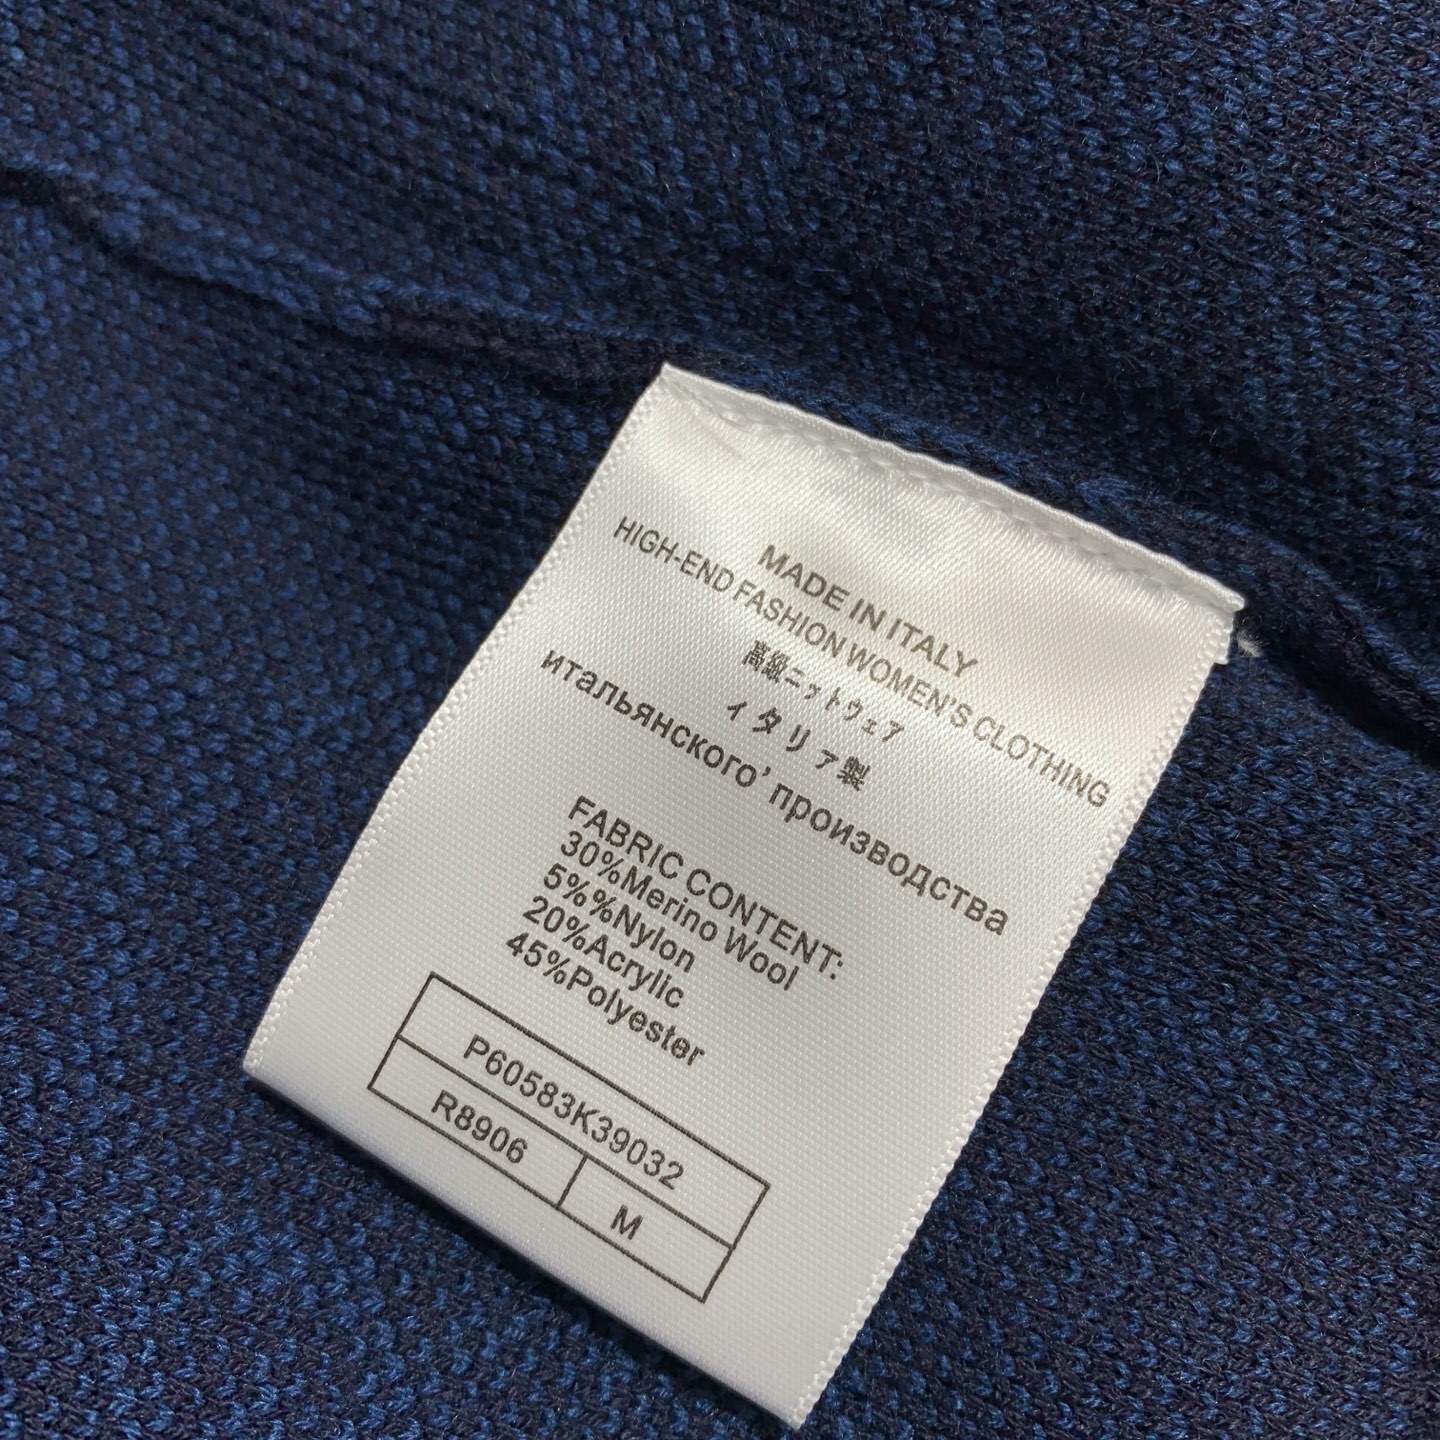 MADE IN ITALY
HIGH-END FASHION WOMEN'S CLOTHING
高級ニットウェア
イタリア製
итальянского' производства
FABRIC CONTENT:
30%Merino Wool
5%%Nylon
20%Acrylic
45%Polyester
P60583K39032
R8906 M